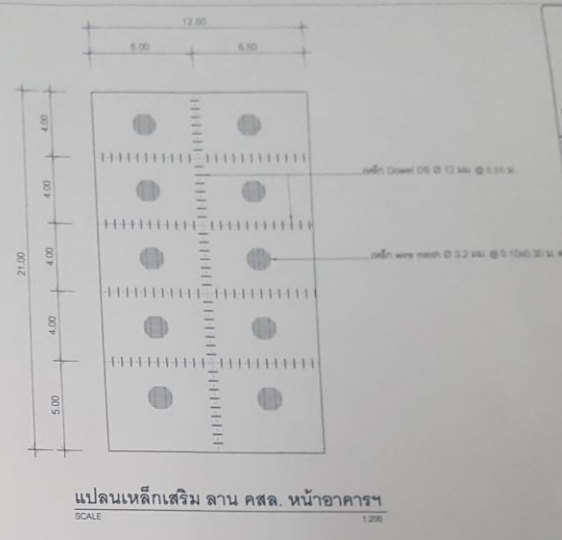 12.50
6.00 6.50
4.00
4.00
4.00
4.00
5.00
21.00
เหล็ก Dowel DB Ø 12 มม. @
เหล็ก wire mesh Ø 3.2 มม. @
แปลนเหล็กเสริม ลาน คสล. หน้าอาคารฯ
SCALE 1:200